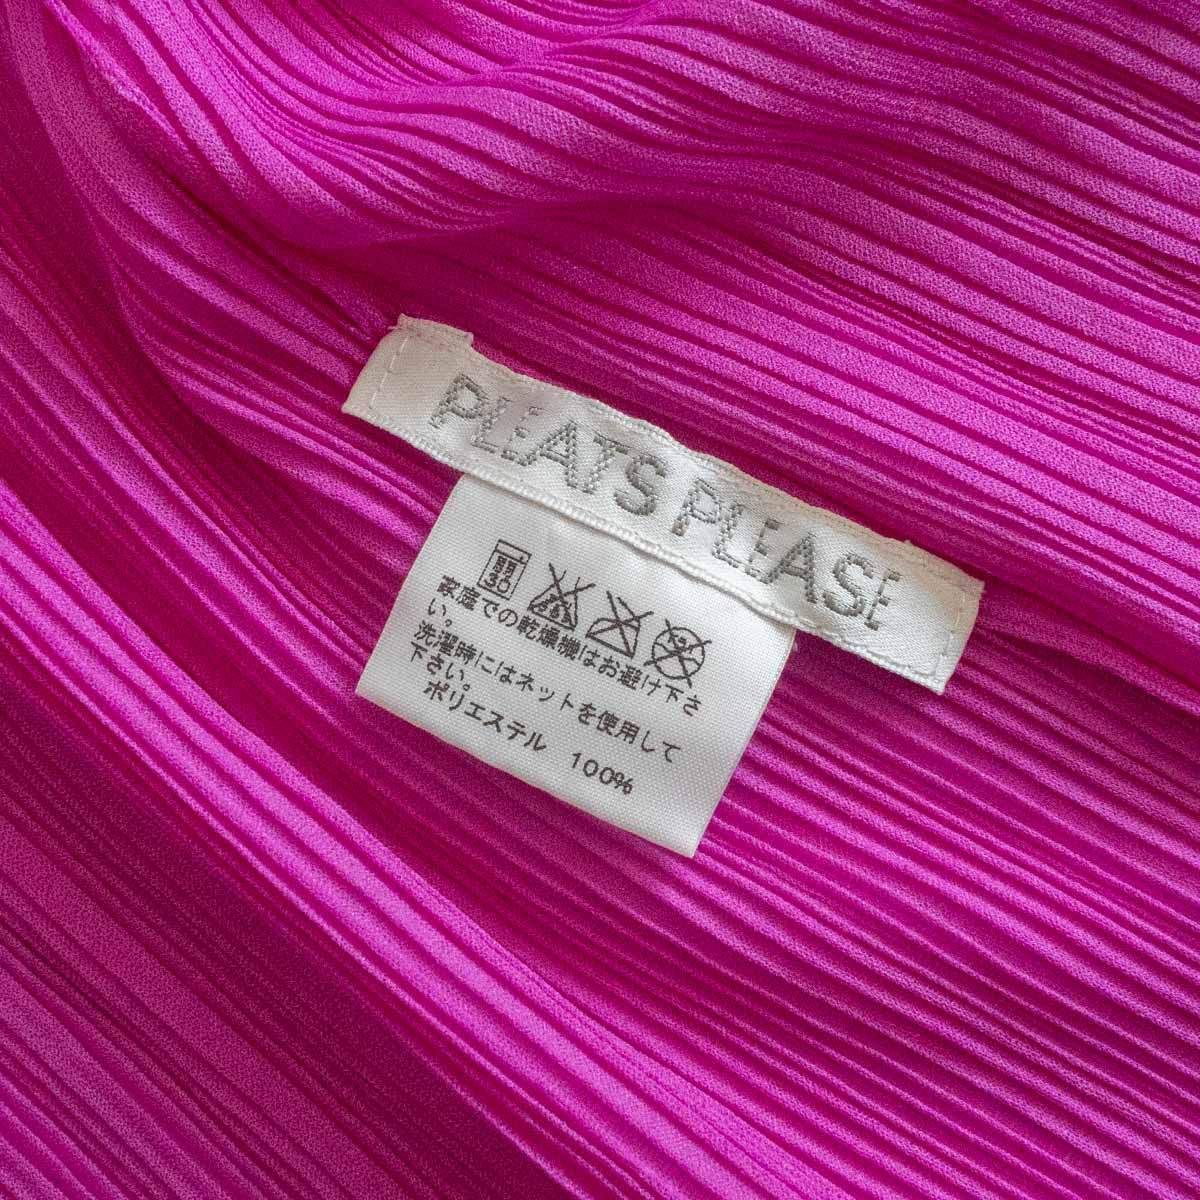 PLEATS PLEASE
弱
30
家庭での乾燥機はお避け下さ
い。
洗濯時にはネットを使用して
下さい。
ポリエステル 100%